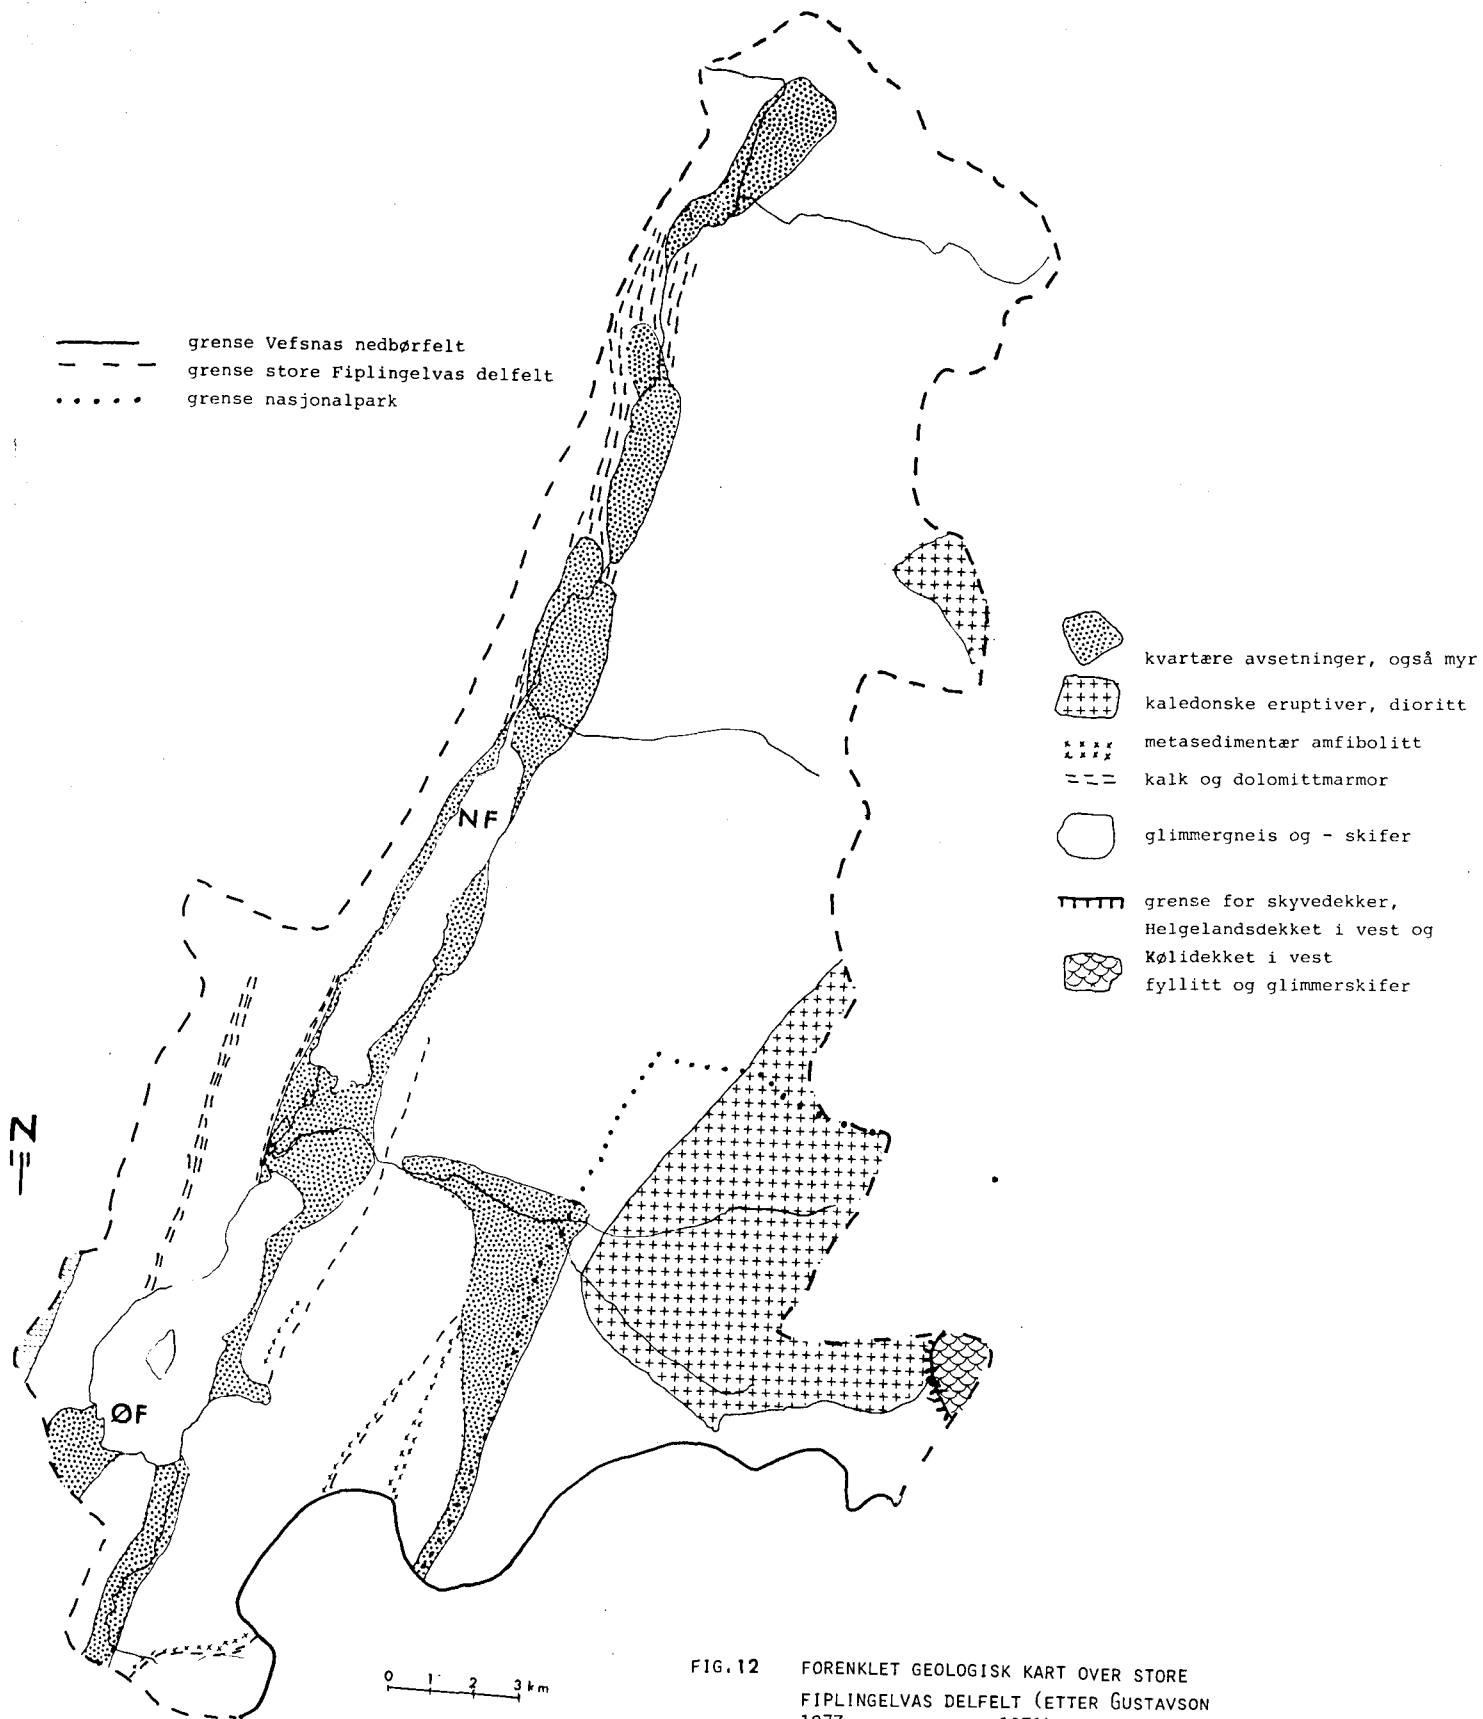 grense Vefsnas nedbørfelt
grense store Fiplingelvas delfelt
grense nasjonalpark
kvartære avsetninger, også myr
kaledonske eruptiver, dioritt
metasedimentær amfibolitt
kalk og dolomittmarmor
glimmergneis og - skifer
grense for skyvedekker,
Helgelandsdekket i vest og
Kølidekket i vest
fyllitt og glimmerskifer
NF
N
ØF
0 1 2 3 km
FIG.12 FORENKLET GEOLOGISK KART OVER STORE
FIPLINGELVAS DELFELT (ETTER GUSTAVSON